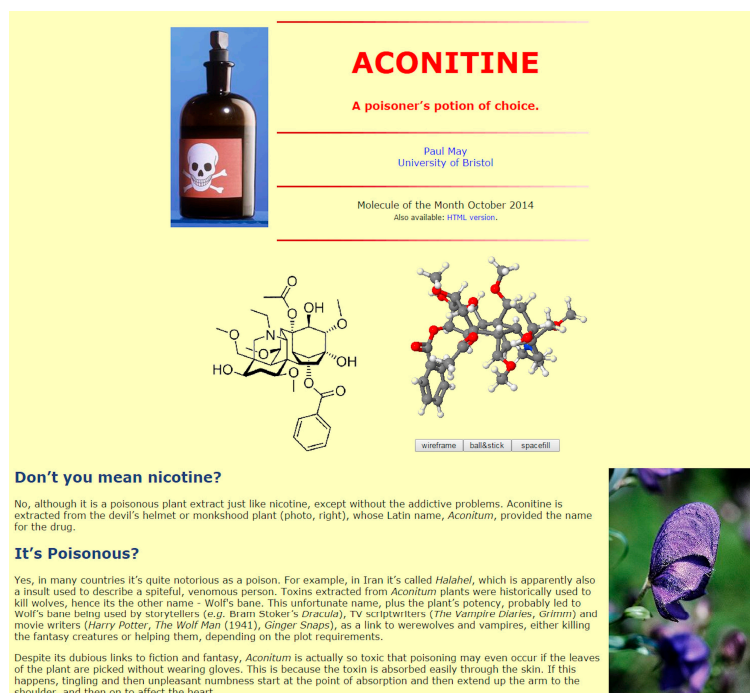 ACONITINE
A poisoner's potion of choice.
Paul May
University of Bristol
Molecule of the Month October 2014
Also available: HTML version.
O
O
OH
O
N
O
O
OH
HO
O
O
O
wireframe ball&stick spacefill
Don't you mean nicotine?
No, although it is a poisonous plant extract just like nicotine, except without the addictive problems. Aconitine is
extracted from the devil's helmet or monkshood plant (photo, right), whose Latin name, Aconitum, provided the name
for the drug.
It's Poisonous?
Yes, in many countries it's quite notorious as a poison. For example, in Iran it's called Halahel, which is apparently also
a insult used to describe a spiteful, venomous person. Toxins extracted from Aconitum plants were historically used to
kill wolves, hence its the other name - Wolf's bane. This unfortunate name, plus the plant's potency, probably led to
Wolf's bane being used by storytellers (e.g. Bram Stoker's Dracula), TV scriptwriters (The Vampire Diaries, Grimm) and
movie writers (Harry Potter, The Wolf Man (1941), Ginger Snaps), as a link to werewolves and vampires, either killing
the fantasy creatures or helping them, depending on the plot requirements.
Despite its dubious links to fiction and fantasy, Aconitum is actually so toxic that poisoning may even occur if the leaves
of the plant are picked without wearing gloves. This is because the toxin is absorbed easily through the skin. If this
happens, tingling and then unpleasant numbness start at the point of absorption and then extend up the arm to the
shoulder, and then on to affect the heart.